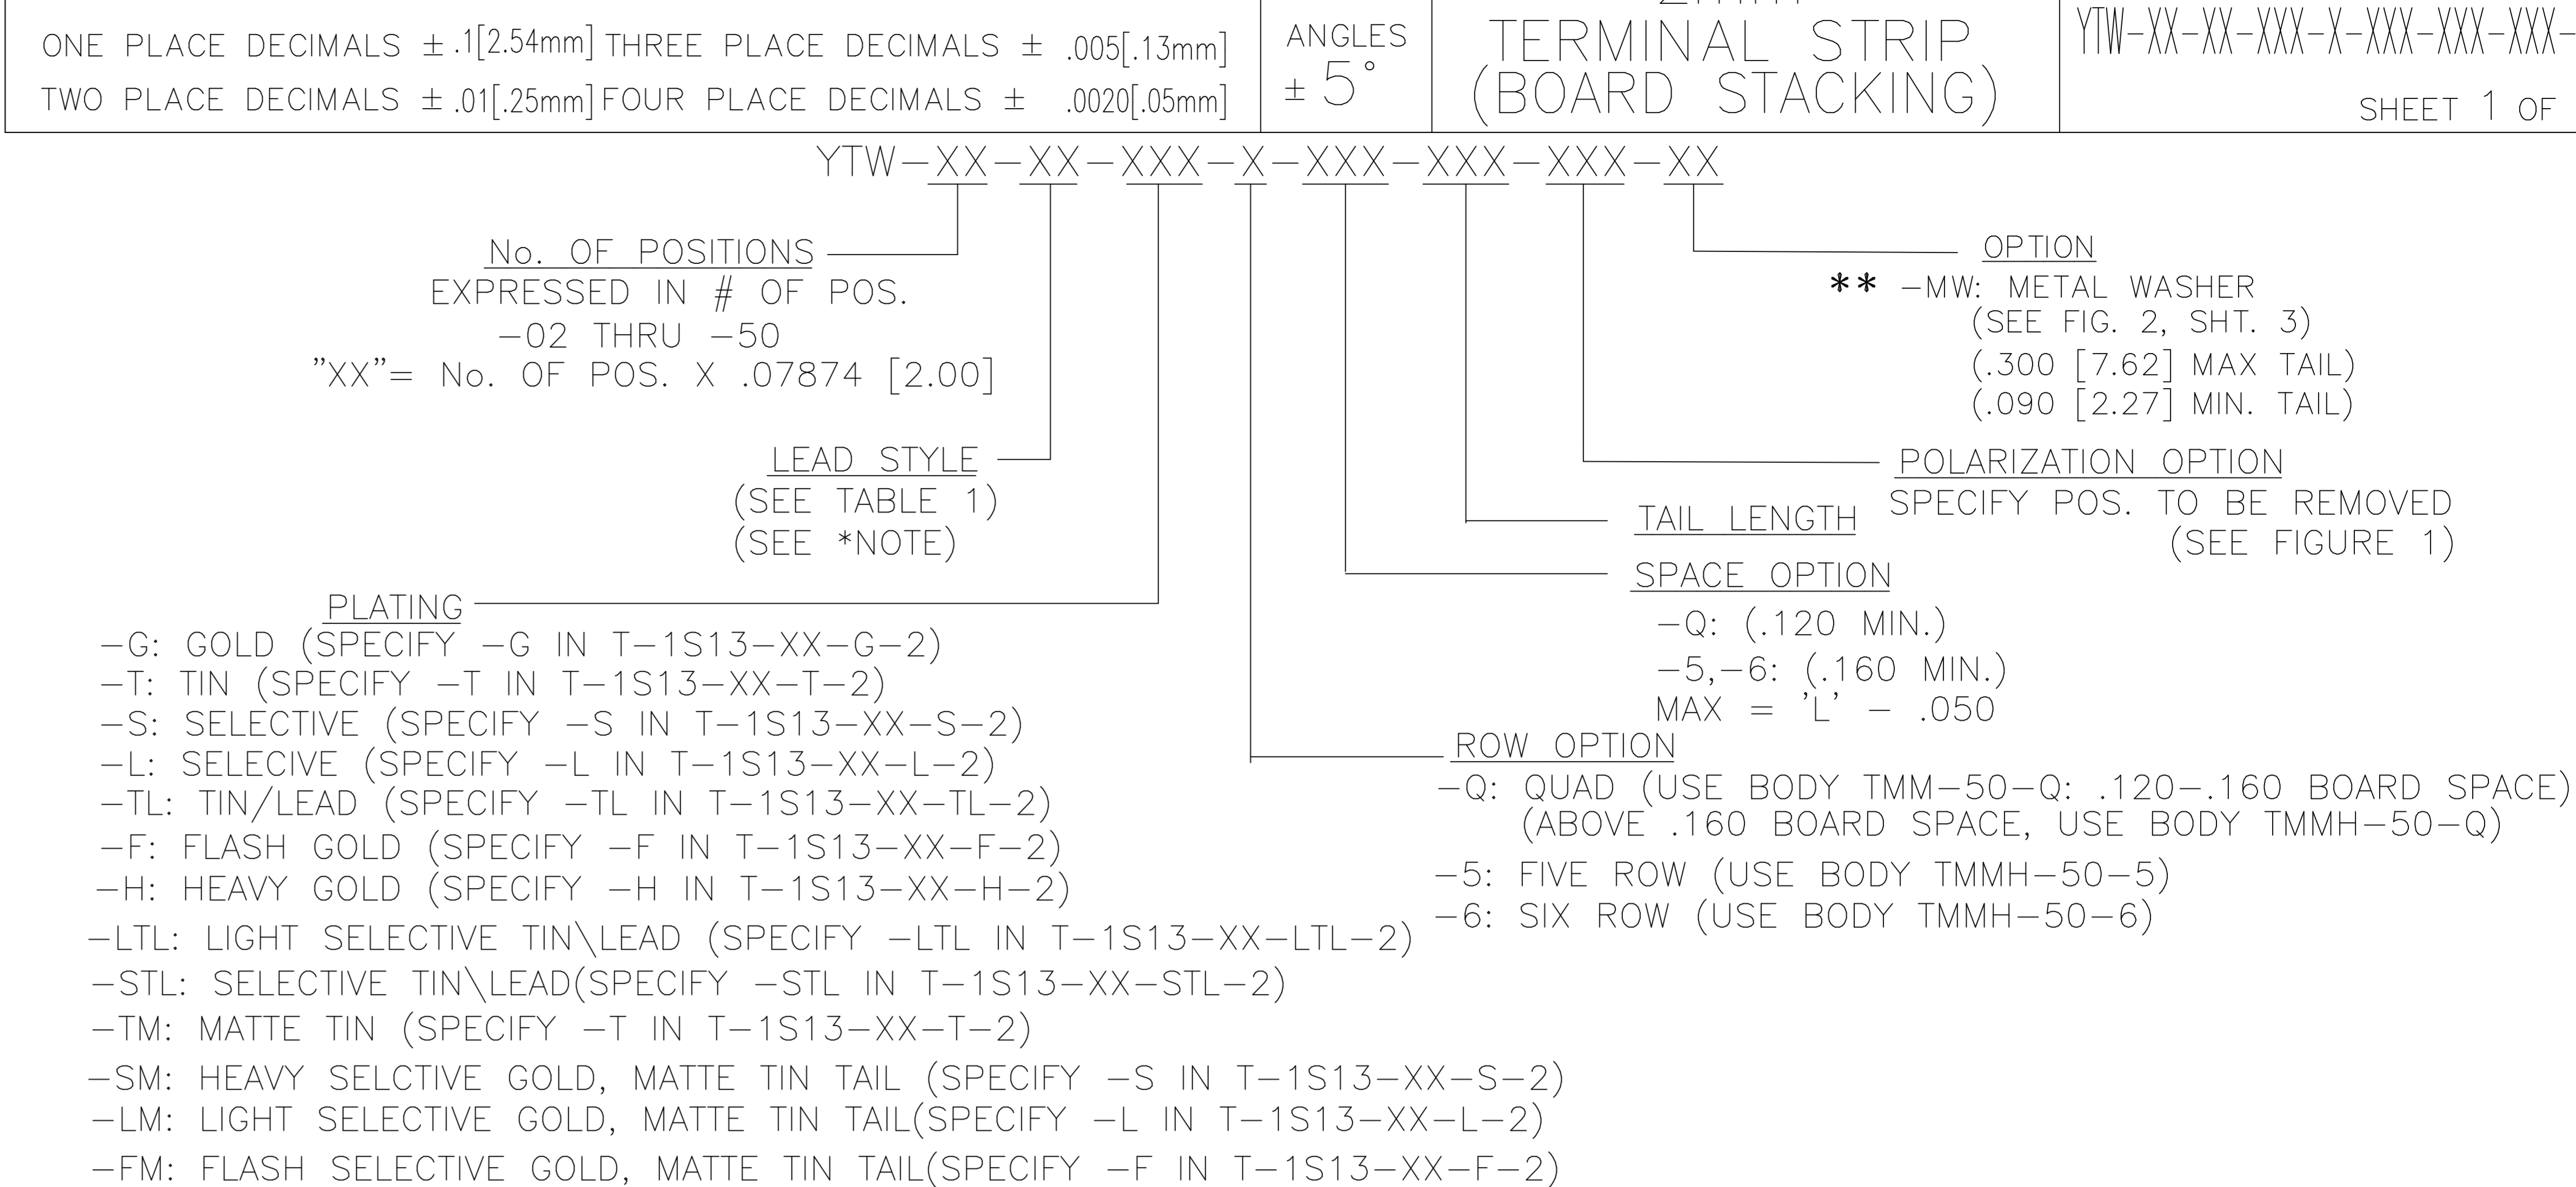 ONE PLACE DECIMALS ± .1[2.54mm] THREE PLACE DECIMALS ± .005[.13mm]
TWO PLACE DECIMALS ± .01[.25mm] FOUR PLACE DECIMALS ± .0020[.05mm]
ANGLES
± 5°
TERMINAL STRIP
(BOARD STACKING)
YTW-XX-XX-XXX-X-XXX-XXX-XXX-
SHEET 1 OF
YTW-XX-XX-XXX-X-XXX-XXX-XXX-XX
No. OF POSITIONS
EXPRESSED IN # OF POS.
-02 THRU -50
"XX"= No. OF POS. X .07874 [2.00]
LEAD STYLE
(SEE TABLE 1)
(SEE *NOTE)
PLATING
-G: GOLD (SPECIFY -G IN T-1S13-XX-G-2)
-T: TIN (SPECIFY -T IN T-1S13-XX-T-2)
-S: SELECTIVE (SPECIFY -S IN T-1S13-XX-S-2)
-L: SELECIVE (SPECIFY -L IN T-1S13-XX-L-2)
-TL: TIN/LEAD (SPECIFY -TL IN T-1S13-XX-TL-2)
-F: FLASH GOLD (SPECIFY -F IN T-1S13-XX-F-2)
-H: HEAVY GOLD (SPECIFY -H IN T-1S13-XX-H-2)
-LTL: LIGHT SELECTIVE TIN\LEAD (SPECIFY -LTL IN T-1S13-XX-LTL-2)
-STL: SELECTIVE TIN\LEAD(SPECIFY -STL IN T-1S13-XX-STL-2)
-TM: MATTE TIN (SPECIFY -T IN T-1S13-XX-T-2)
-SM: HEAVY SELCTIVE GOLD, MATTE TIN TAIL (SPECIFY -S IN T-1S13-XX-S-2)
-LM: LIGHT SELECTIVE GOLD, MATTE TIN TAIL(SPECIFY -L IN T-1S13-XX-L-2)
-FM: FLASH SELECTIVE GOLD, MATTE TIN TAIL(SPECIFY -F IN T-1S13-XX-F-2)
OPTION
** -MW: METAL WASHER
(SEE FIG. 2, SHT. 3)
(.300 [7.62] MAX TAIL)
(.090 [2.27] MIN. TAIL)
POLARIZATION OPTION
SPECIFY POS. TO BE REMOVED
(SEE FIGURE 1)
TAIL LENGTH
SPACE OPTION
-Q: (.120 MIN.)
-5,-6: (.160 MIN.)
MAX = 'L' - .050
ROW OPTION
-Q: QUAD (USE BODY TMM-50-Q: .120-.160 BOARD SPACE)
(ABOVE .160 BOARD SPACE, USE BODY TMMH-50-Q)
-5: FIVE ROW (USE BODY TMMH-50-5)
-6: SIX ROW (USE BODY TMMH-50-6)